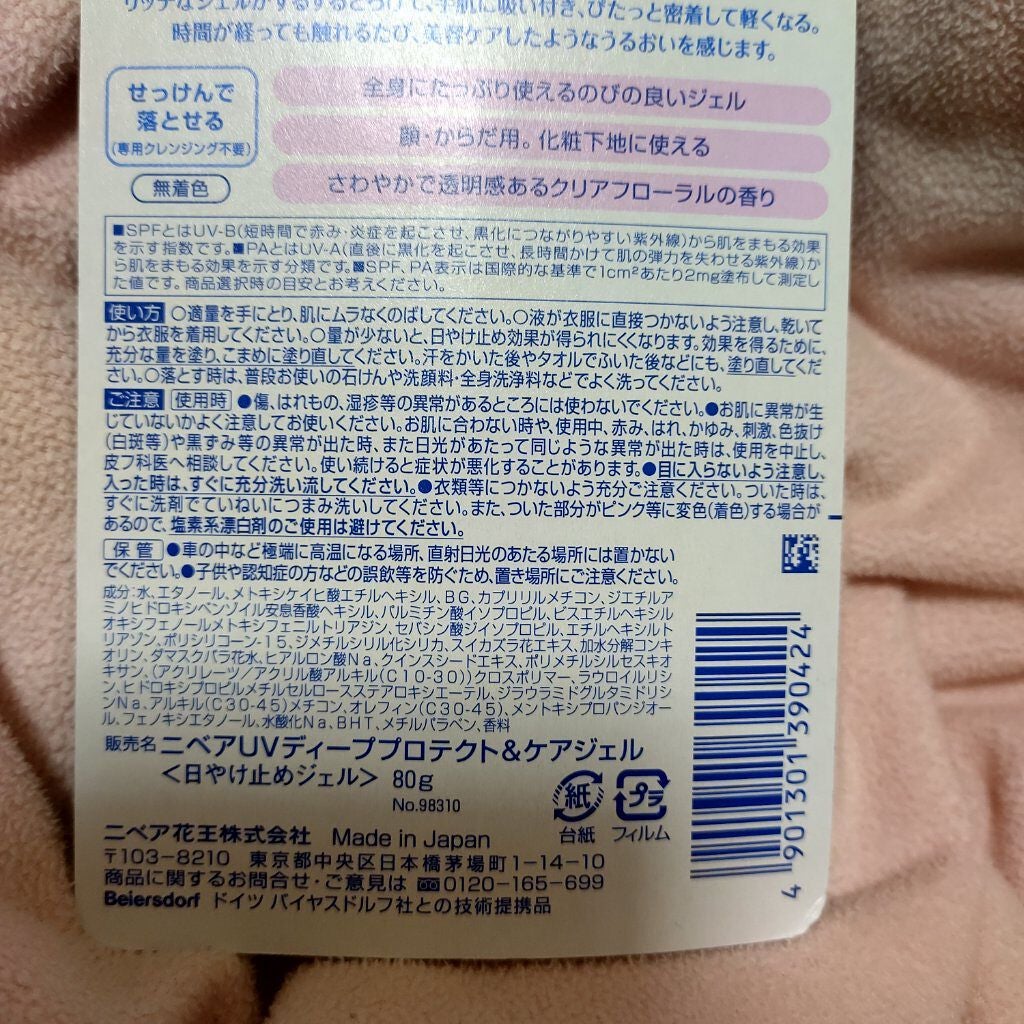 リッチなジェルがするするとろけて、手肌に吸い付き、ぴたっと密着して軽くなる。
時間が経っても触れるたび、美容ケアしたようなうるおいを感じます。
せっけんで
落とせる
(専用クレンジング不要)
無着色
全身にたっぷり使えるのびの良いジェル
顔・からだ用。化粧下地に使える
さわやかで透明感あるクリアフローラルの香り
■SPFとはUV-B(短時間で赤み・炎症を起こさせ、黒化につながりやすい紫外線)から肌をまもる効果
を示す指数です。■PAとはUV-A(直後に黒化を起こさせ、長時間かけて肌の弾力を失わせる紫外線)か
ら肌をまもる効果を示す分類です。■SPF、PA表示は国際的な基準で1cm²あたり2mg塗布して測定し
た値です。商品選択時の目安とお考えください。
使い方 ○適量を手にとり、肌にムラなくのばしてください。○液が衣服に直接つかないよう注意し、乾いて
から衣服を着用してください。○量が少ないと、日やけ止め効果が得られにくくなります。効果を得るために、
充分な量を塗り、こまめに塗り直してください。汗をかいた後やタオルでふいた後などにも、塗り直してくだ
さい。○落とす時は、普段お使いの石けんや洗顔料・全身洗浄料などでよく洗ってください。
ご注意 使用時 ●傷、はれもの、湿疹等の異常があるところには使わないでください。●お肌に異常が生
じていないかよく注意してお使いください。お肌に合わない時や、使用中、赤み、はれ、かゆみ、刺激、色抜け
(白斑等)や黒ずみ等の異常が出た時、また日光があたって同じような異常が出た時は、使用を中止し、
皮フ科医へ相談してください。使い続けると症状が悪化することがあります。●目に入らないよう注意し、
入った時は、すぐに充分洗い流してください。●衣類等につかないよう充分ご注意ください。ついた時は、
すぐに洗剤でていねいにつまみ洗いしてください。また、ついた部分がピンク等に変色(着色)する場合が
あるので、塩素系漂白剤のご使用は避けてください。
保管 ●車の中など極端に高温になる場所、直射日光のあたる場所には置かない
でください。●子供や認知症の方などの誤飲等を防ぐため、置き場所にご注意ください。
成分:水、エタノール、メトキシケイヒ酸エチルヘキシル、BG、カプリリルメチコン、ジエチルア
ミノヒドロキシベンゾイル安息香酸ヘキシル、パルミチン酸イソプロピル、ビスエチルヘキシル
オキシフェノールメトキシフェニルトリアジン、セバシン酸ジイソプロピル、エチルヘキシルト
リアゾン、ポリシリコーン-15、ジメチルシリル化シリカ、スイカズラ花エキス、加水分解コンキ
オリン、ダマスクバラ花水、ヒアルロン酸Na、クインスシードエキス、ポリメチルシルセスキオ
キサン、(アクリレーツ/アクリル酸アルキル(C10-30))クロスポリマー、ラウロイルリシ
ン、ヒドロキシプロピルメチルセルロースステアロキシエーテル、ジラウラミドグルタミドリシ
ンNa、アルキル(C30-45)メチコン、オレフィン(C30-45)、メントキシプロパンジオー
ル、フェノキシエタノール、水酸化Na、BHT、メチルパラベン、香料
販売名 ニベアUVディーププロテクト&ケアジェル
<日やけ止めジェル> 80g
No.98310
紙 プラ
台紙 フィルム
ニベア花王株式会社 Made in Japan
〒103-8210 東京都中央区日本橋茅場町1-14-10
商品に関するお問合せ・ご意見は 0120-165-699
Beiersdorf ドイツ バイヤスドルフ社との技術提携品
4 901301 390424